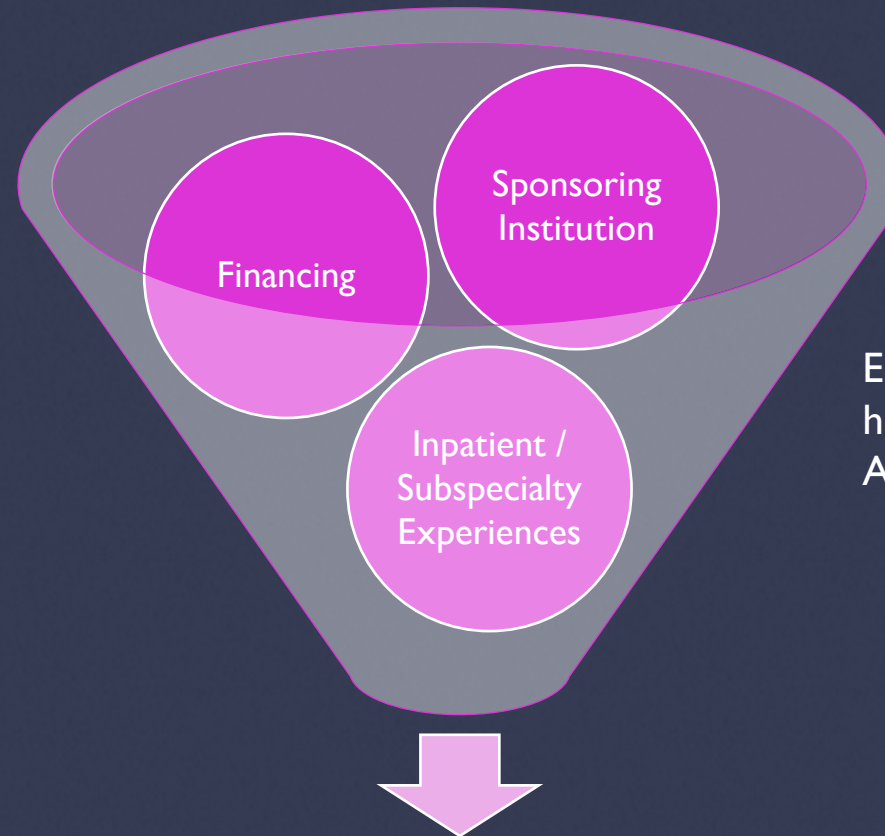 Sponsoring
Institution
Financing
Inpatient /
Subspecialty
Experiences